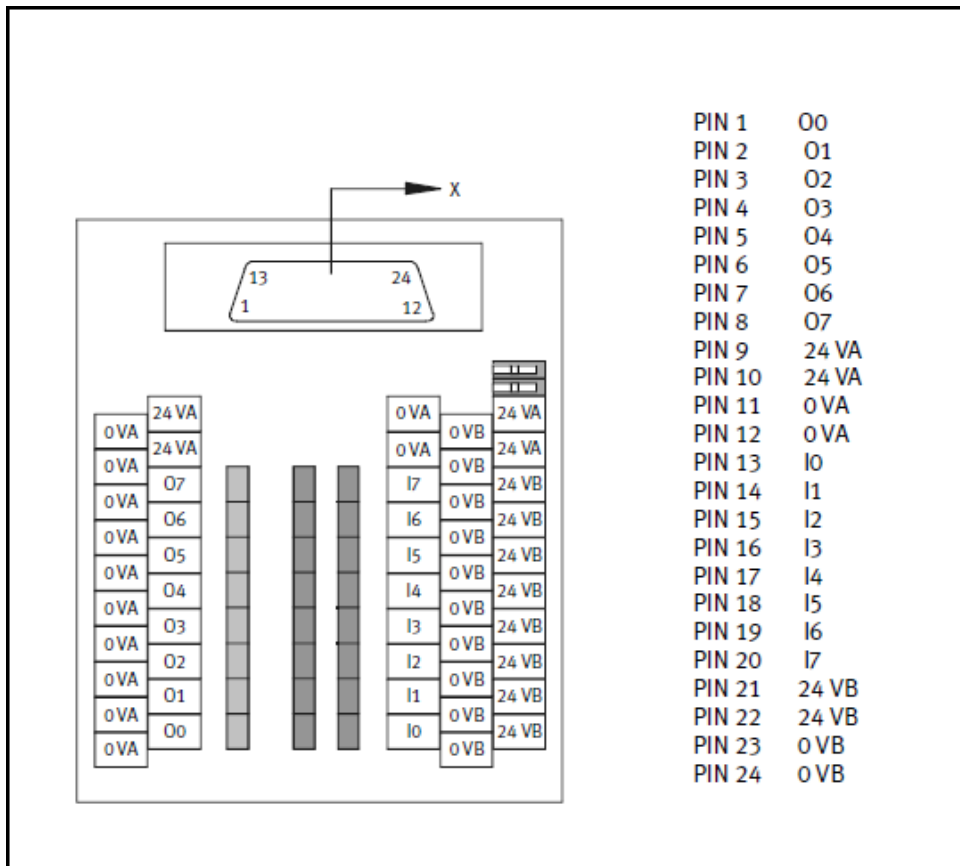 X
13 24
1 12
24 VA
24 VA
O7
O6
O5
O4
O3
O2
O1
O0
0 VA
0 VA
0 VA
0 VA
0 VA
0 VA
0 VA
0 VA
0 VA
0 VA
0 VA
0 VA
I7
I6
I5
I4
I3
I2
I1
I0
0 VB
0 VB
0 VB
0 VB
0 VB
0 VB
0 VB
0 VB
0 VB
0 VB
24 VA
24 VA
24 VB
24 VB
24 VB
24 VB
24 VB
24 VB
24 VB
24 VB
PIN 1 O0
PIN 2 O1
PIN 3 O2
PIN 4 O3
PIN 5 O4
PIN 6 O5
PIN 7 O6
PIN 8 O7
PIN 9 24 VA
PIN 10 24 VA
PIN 11 0 VA
PIN 12 0 VA
PIN 13 I0
PIN 14 I1
PIN 15 I2
PIN 16 I3
PIN 17 I4
PIN 18 I5
PIN 19 I6
PIN 20 I7
PIN 21 24 VB
PIN 22 24 VB
PIN 23 0 VB
PIN 24 0 VB